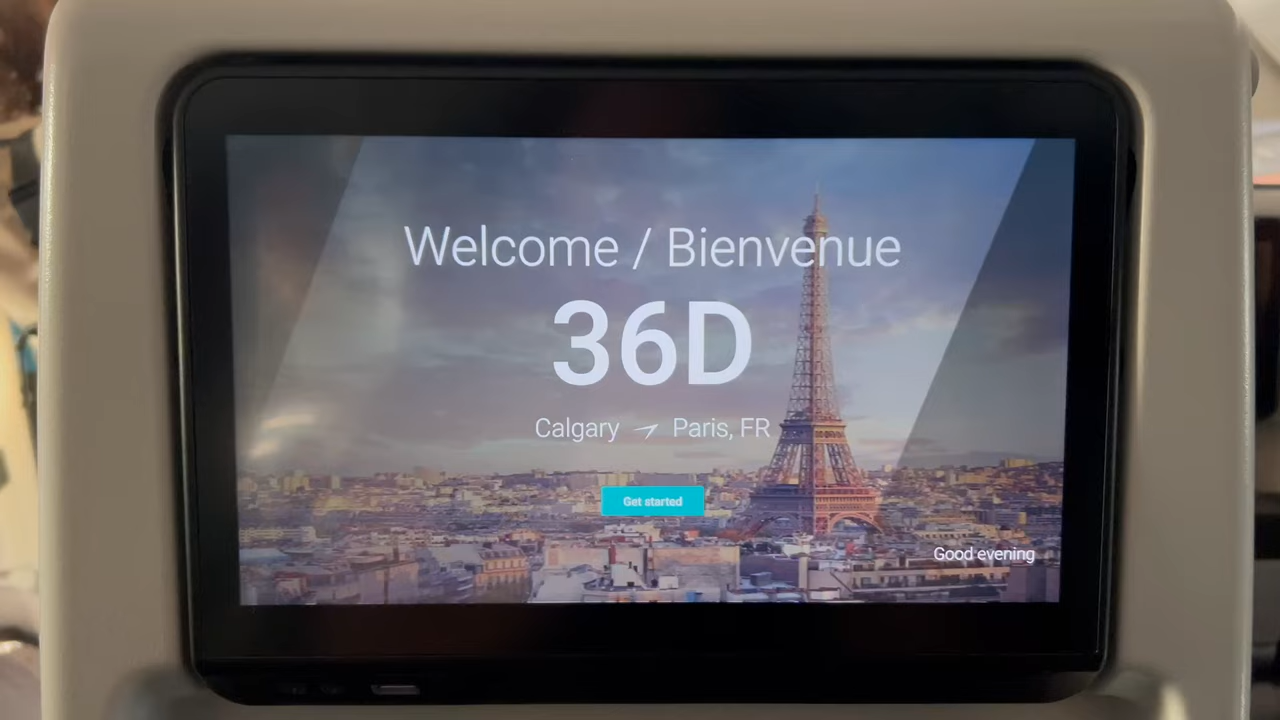 Welcome / Bienvenue
36D
Calgary Paris, FR
Get started
Good evening